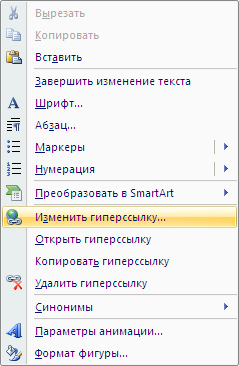 Вырезать
Копировать
Вставить
Завершить изменение текста
Шрифт...
Абзац...
Маркеры
Нумерация
Преобразовать в SmartArt
Изменить гиперссылку...
Открыть гиперссылку
Копировать гиперссылку
Удалить гиперссылку
Синонимы
Параметры анимации...
Формат фигуры...